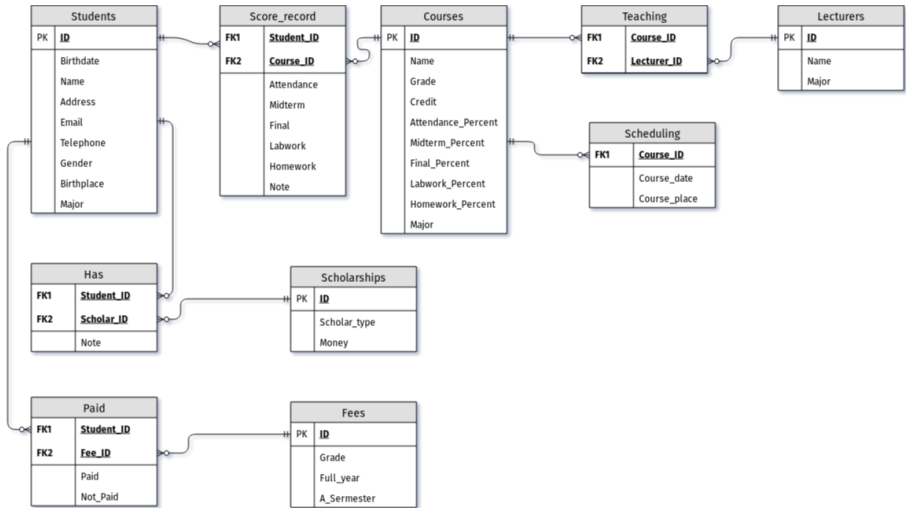 Students
PK ID
Birthdate
Name
Address
Email
Telephone
Gender
Birthplace
Major
Score_record
FK1 Student_ID
FK2 Course_ID
Attendance
Midterm
Final
Labwork
Homework
Note
Courses
PK ID
Name
Grade
Credit
Attendance_Percent
Midterm_Percent
Final_Percent
Labwork_Percent
Homework_Percent
Major
Teaching
FK1 Course_ID
FK2 Lecturer_ID
Lecturers
PK ID
Name
Major
Scheduling
FK1 Course_ID
Course_date
Course_place
Has
FK1 Student_ID
FK2 Scholar_ID
Note
Scholarships
PK ID
Scholar_type
Money
Paid
FK1 Student_ID
FK2 Fee_ID
Paid
Not_Paid
Fees
PK ID
Grade
Full_year
A_Sermester